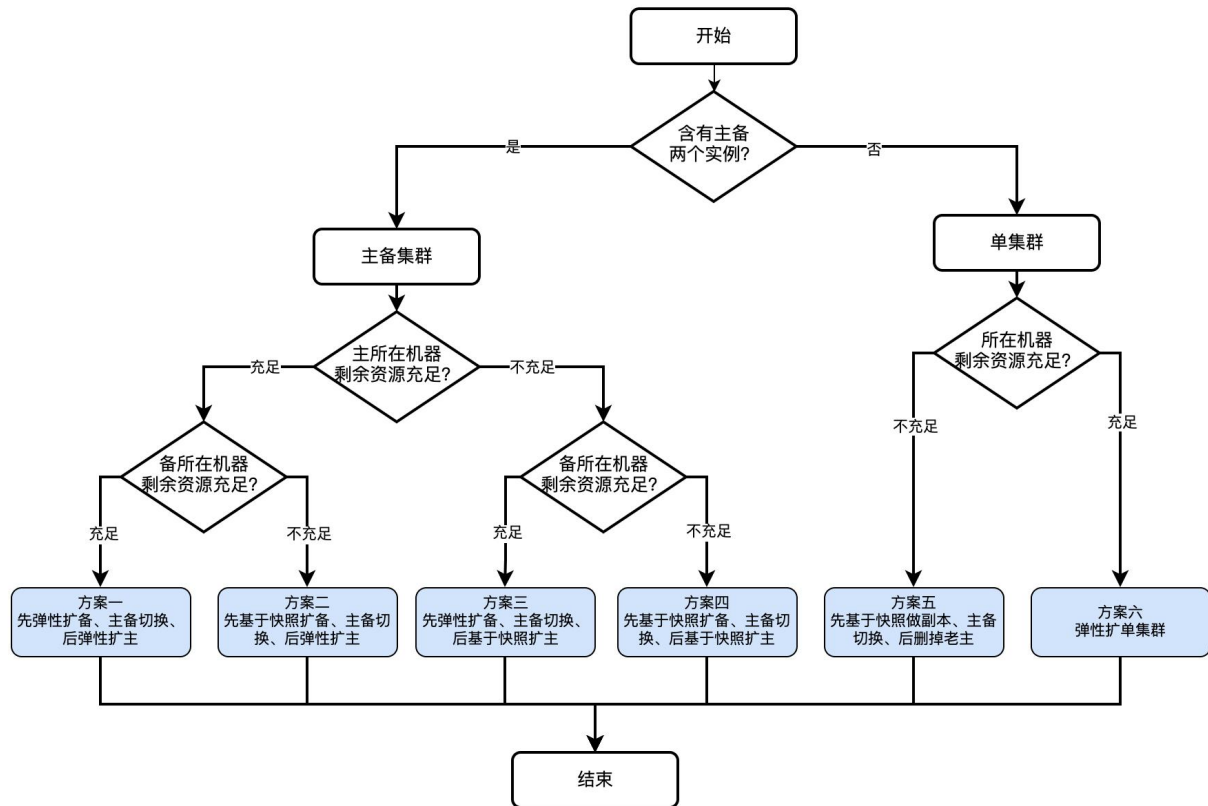 开始
含有主备
两个实例?
是
否
主备集群
单集群
主所在机器
剩余资源充足?
所在机器
剩余资源充足?
充足
不充足
不充足
充足
备所在机器
剩余资源充足?
备所在机器
剩余资源充足?
充足
不充足
充足
不充足
方案一
先弹性扩备、主备切换、
后弹性扩主
方案二
先基于快照扩备、主备切
换、后弹性扩主
方案三
先弹性扩备、主备切换、
后基于快照扩主
方案四
先基于快照扩备、主备切
换、后基于快照扩主
方案五
先基于快照做副本、主备
切换、后删掉老主
方案六
弹性扩单集群
结束